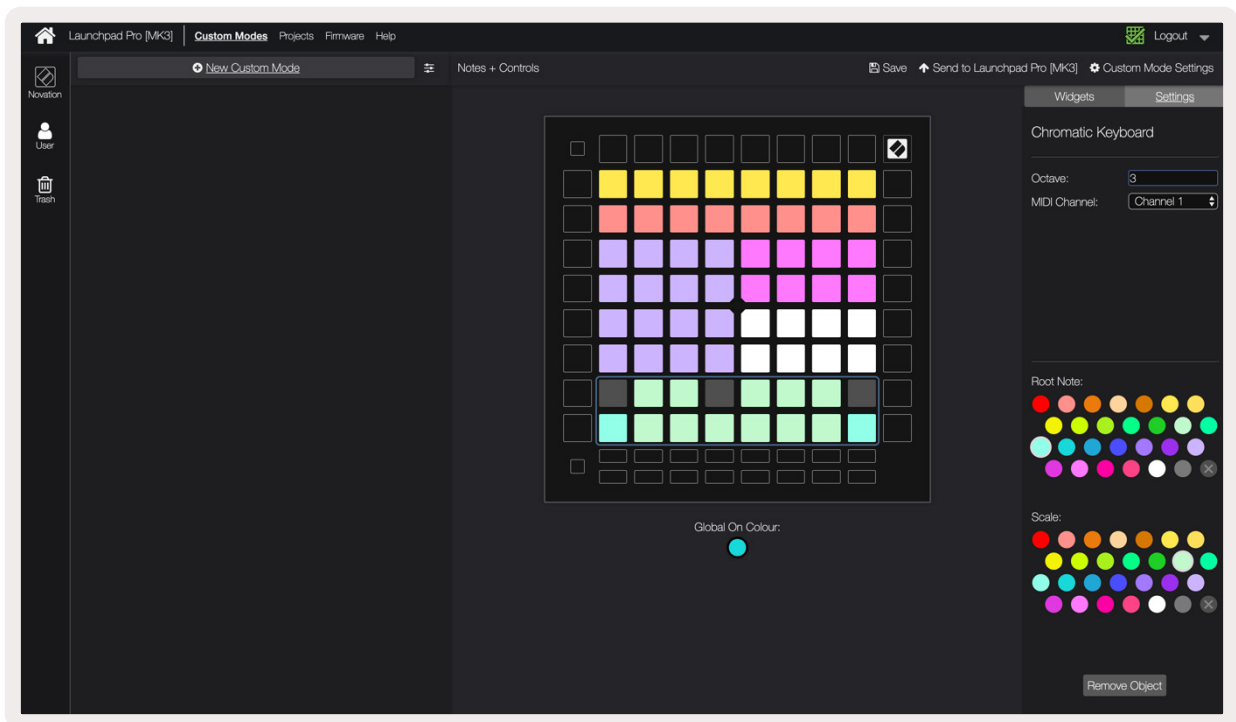 Launchpad Pro [MK3] Custom Modes Projects Firmware Help Logout
Novation
User
Trash
New Custom Mode
Notes + Controls Save Send to Launchpad Pro [MK3] Custom Mode Settings
Widgets Settings
Chromatic Keyboard
Octave: 3
MIDI Channel: Channel 1
Root Note:
Scale:
Global On Colour:
Remove Object